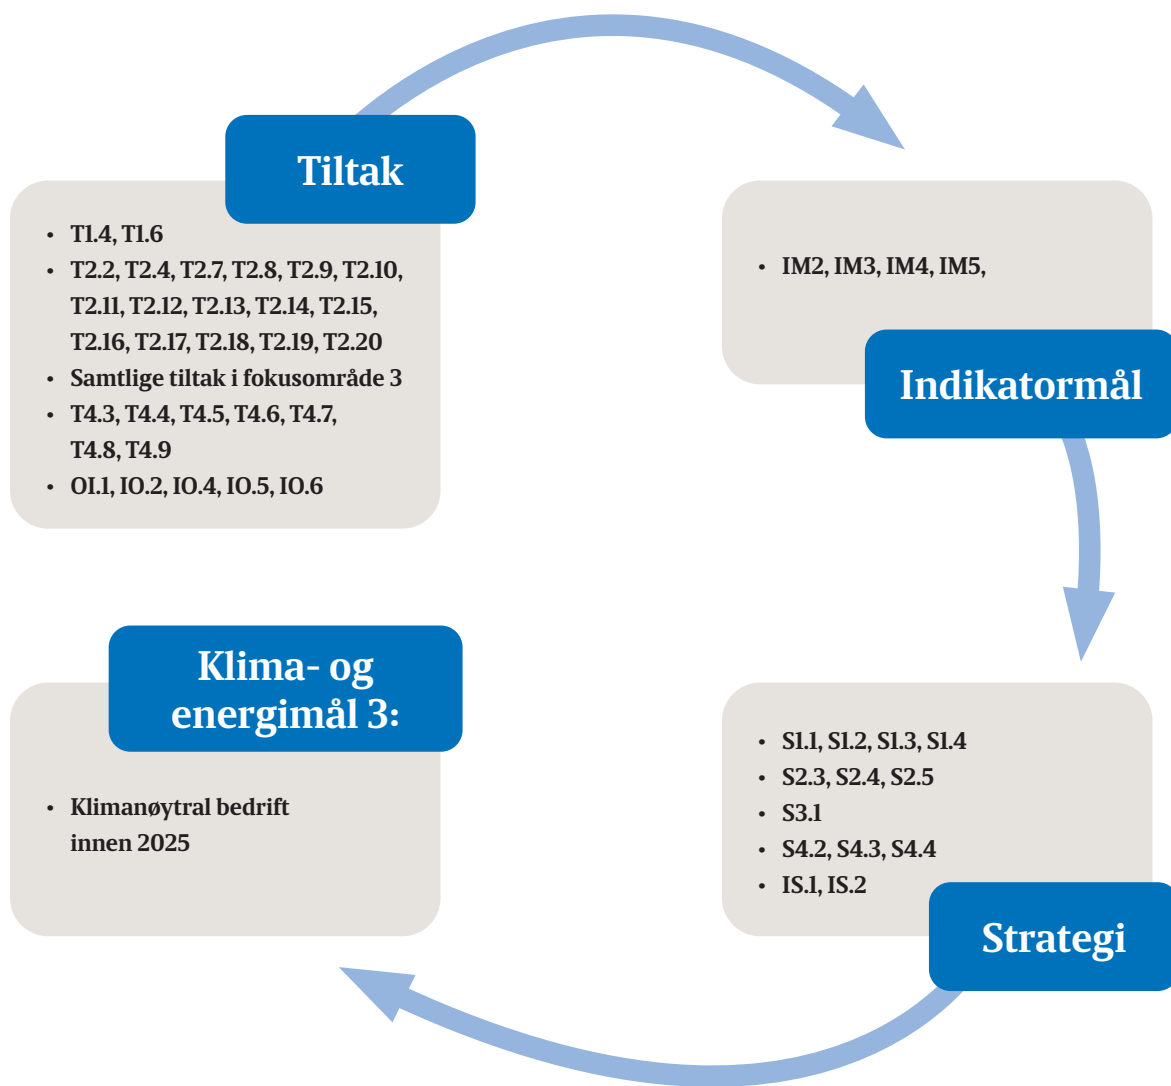 Tiltak
• T1.4, T1.6
• T2.2, T2.4, T2.7, T2.8, T2.9, T2.10,
T2.11, T2.12, T2.13, T2.14, T2.15,
T2.16, T2.17, T2.18, T2.19, T2.20
• Samtlige tiltak i fokusområde 3
• T4.3, T4.4, T4.5, T4.6, T4.7,
T4.8, T4.9
• OI.1, IO.2, IO.4, IO.5, IO.6
• IM2, IM3, IM4, IM5,
Indikatormål
• S1.1, S1.2, S1.3, S1.4
• S2.3, S2.4, S2.5
• S3.1
• S4.2, S4.3, S4.4
• IS.1, IS.2
Strategi
Klima- og
energimål 3:
• Klimanøytral bedrift
innen 2025